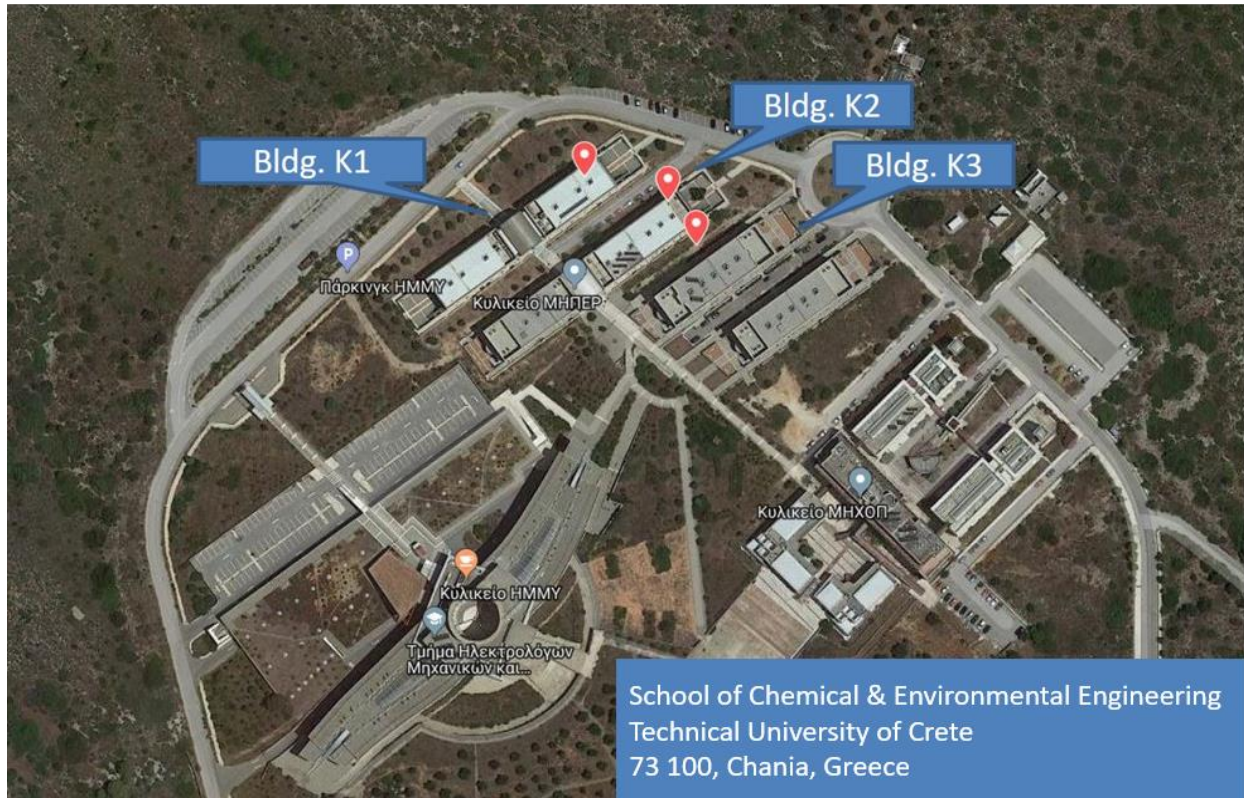 Bldg. K2
Bldg. K1
Bldg. K3
P
Πάρκινγκ ΗΜΜΥ
Κυλικείο ΜΗΠΕΡ
Κυλικείο ΜΗΧΟΠ
Κυλικείο ΗΜΜΥ
Τμήμα Ηλεκτρολόγων
Μηχανικών και...
School of Chemical & Environmental Engineering
Technical University of Crete
73 100, Chania, Greece